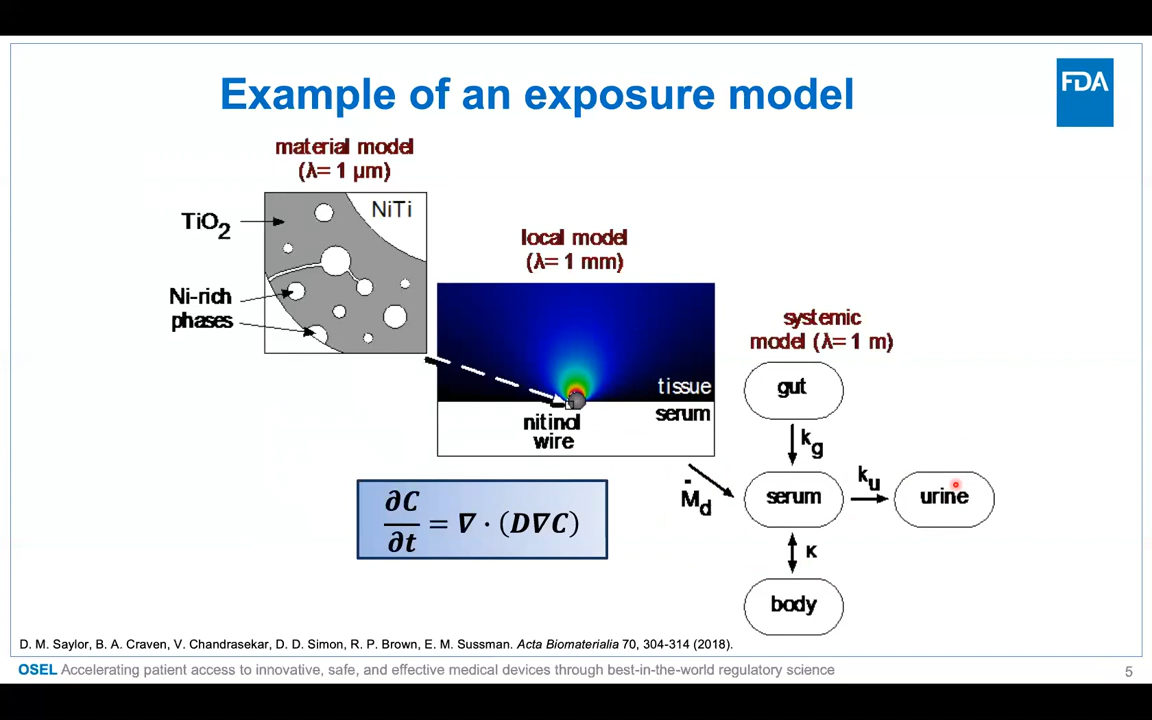 Example of an exposure model
FDA
material model
(λ= 1 µm)
NiTi
TiO2
Ni-rich
phases
local model
(λ= 1 mm)
tissue
serum
nitinol
wire
systemic
model (λ= 1 m)
gut
kg
Ṁd
serum
ku
urine
κ
body
∂C/∂t = ∇ · (D∇C)
D. M. Saylor, B. A. Craven, V. Chandrasekar, D. D. Simon, R. P. Brown, E. M. Sussman. Acta Biomaterialia 70, 304-314 (2018).
OSEL Accelerating patient access to innovative, safe, and effective medical devices through best-in-the-world regulatory science
5